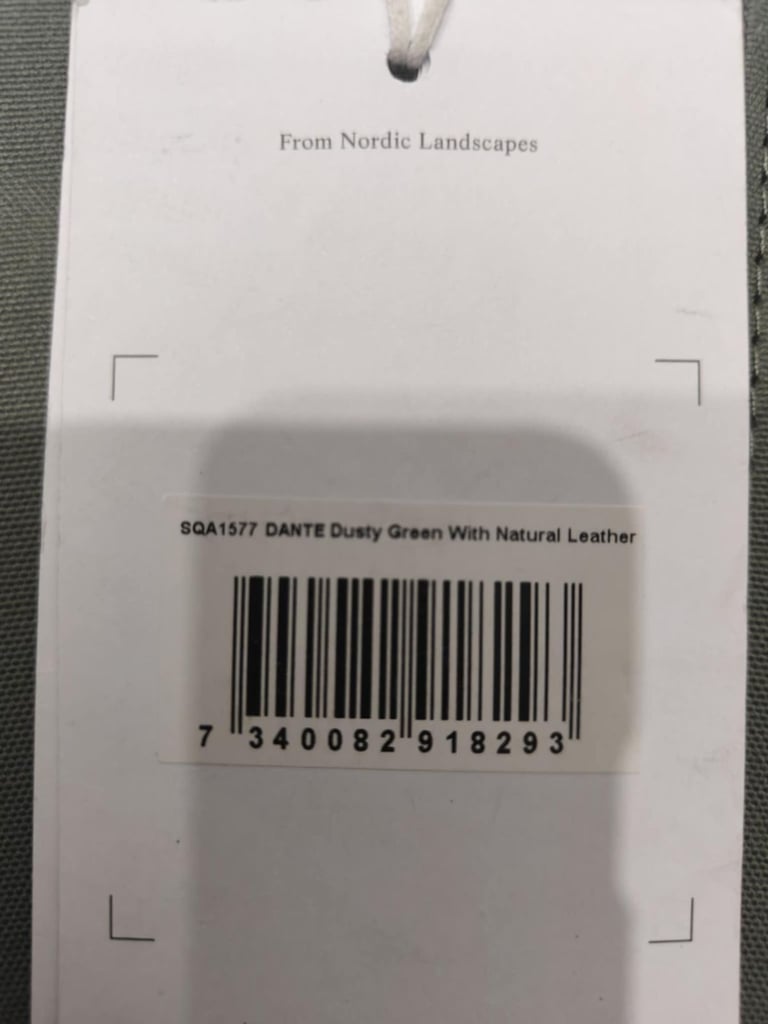 From Nordic Landscapes
SQA1577 DANTE Dusty Green With Natural Leather
7 340082 918293